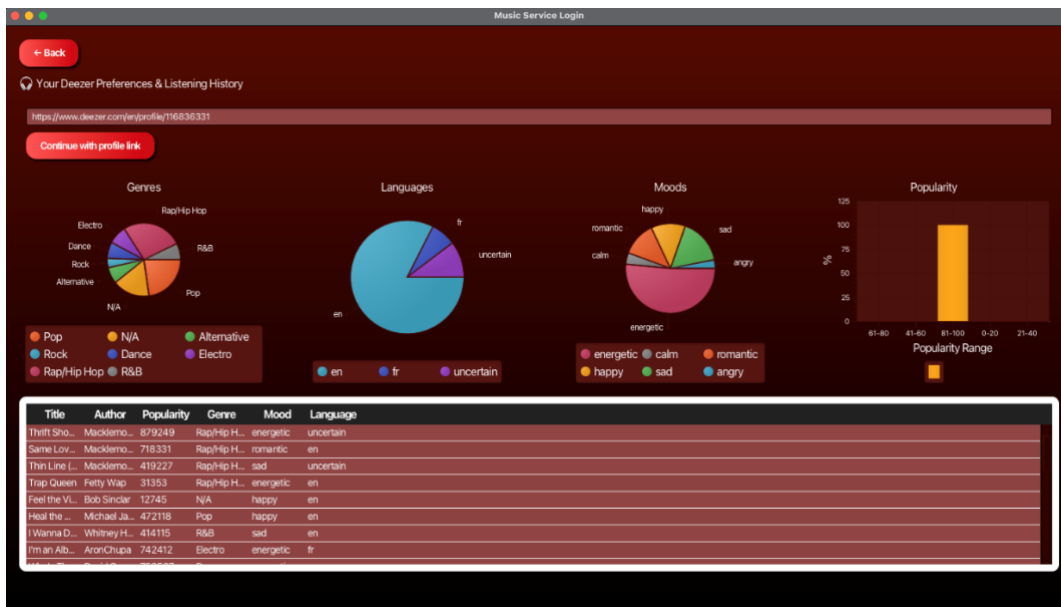 Music Service Login
← Back
Your Deezer Preferences & Listening History
https://www.deezer.com/en/profile/116836331
Continue with profile link
Genres
Rap/Hip Hop
Electro
Dance
R&B
Rock
Alternative
Pop
N/A
Pop N/A Alternative
Rock Dance Electro
Rap/Hip Hop R&B
Languages
fr
uncertain
en
en fr uncertain
Moods
happy
romantic
sad
calm
angry
energetic
energetic calm romantic
happy sad angry
Popularity
125
100
75
50
25
0
%
61-80 41-60 81-100 0-20 21-40
Popularity Range
Title Author Popularity Genre Mood Language
Thrift Sho... Macklemo... 879249 Rap/Hip H... energetic uncertain
Same Lov... Macklemo... 718331 Rap/Hip H... romantic en
Thin Line (... Macklemo... 419227 Rap/Hip H... sad uncertain
Trap Queen Fetty Wap 31353 Rap/Hip H... energetic en
Feel the Vi... Bob Sinclar 12745 N/A happy en
Heal the ... Michael Ja... 472118 Pop happy en
I Wanna D... Whitney H... 414115 R&B sad en
I'm an Alb... AronChupa 742412 Electro energetic fr